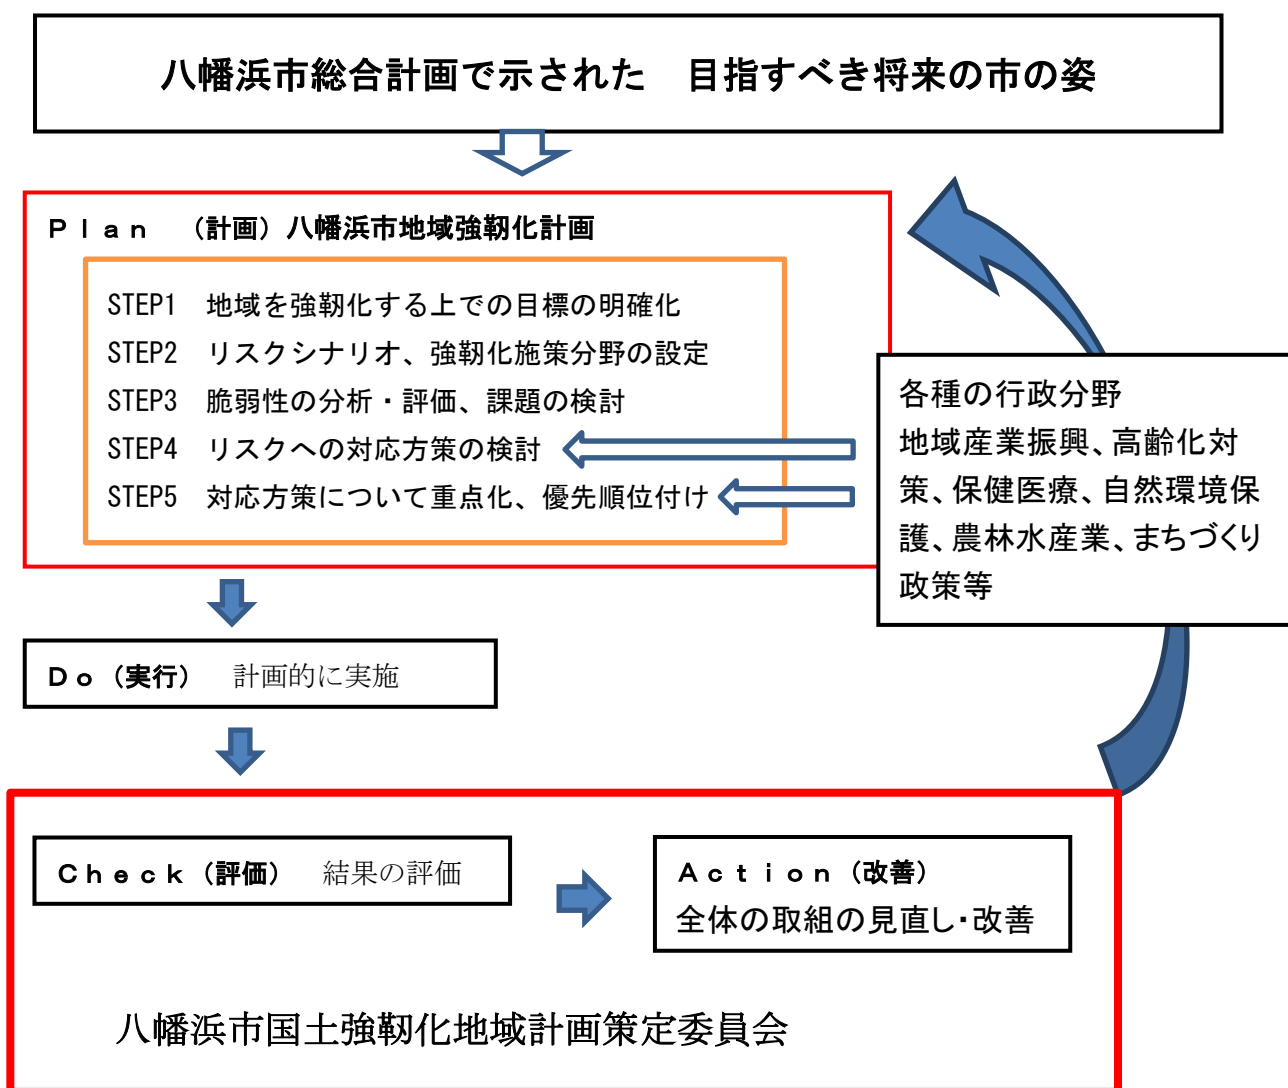 八幡浜市総合計画で示された　目指すべき将来の市の姿
Ｐｌａｎ　（計画）八幡浜市地域強靭化計画
STEP1　地域を強靭化する上での目標の明確化
STEP2　リスクシナリオ、強靭化施策分野の設定
STEP3　脆弱性の分析・評価、課題の検討
STEP4　リスクへの対応方策の検討
STEP5　対応方策について重点化、優先順位付け
各種の行政分野
地域産業振興、高齢化対
策、保健医療、自然環境保
護、農林水産業、まちづくり
政策等
Ｄｏ（実行）　計画的に実施
Ｃｈｅｃｋ（評価）　結果の評価
Ａｃｔｉｏｎ（改善）
全体の取組の見直し・改善
八幡浜市国土強靭化地域計画策定委員会